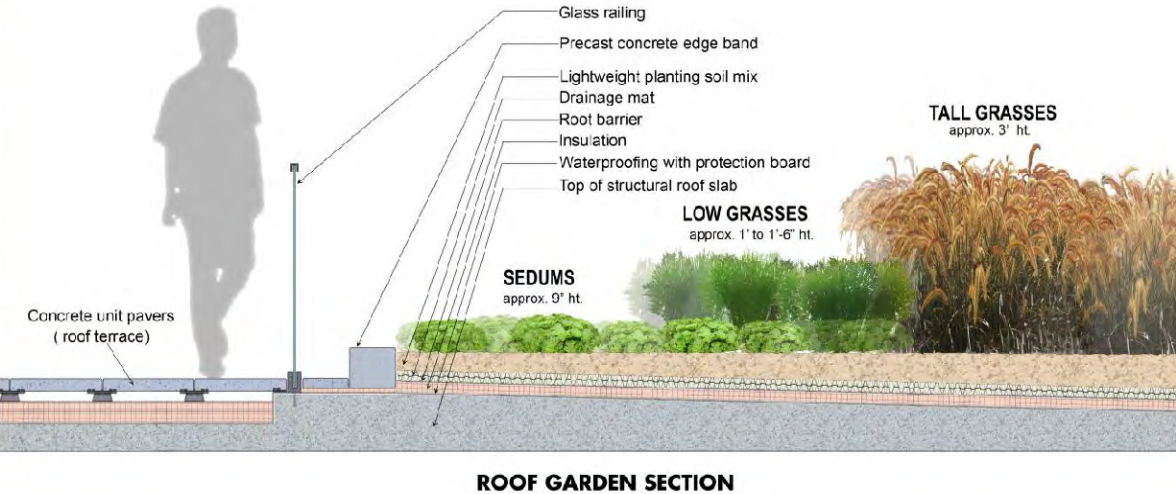 Glass railing
Precast concrete edge band
Lightweight planting soil mix
Drainage mat
Root barrier
Insulation
Waterproofing with protection board
Top of structural roof slab
TALL GRASSES
approx. 3' ht.
LOW GRASSES
approx. 1' to 1'-6" ht.
SEDUMS
approx. 9" ht.
Concrete unit pavers
( roof terrace)
ROOF GARDEN SECTION